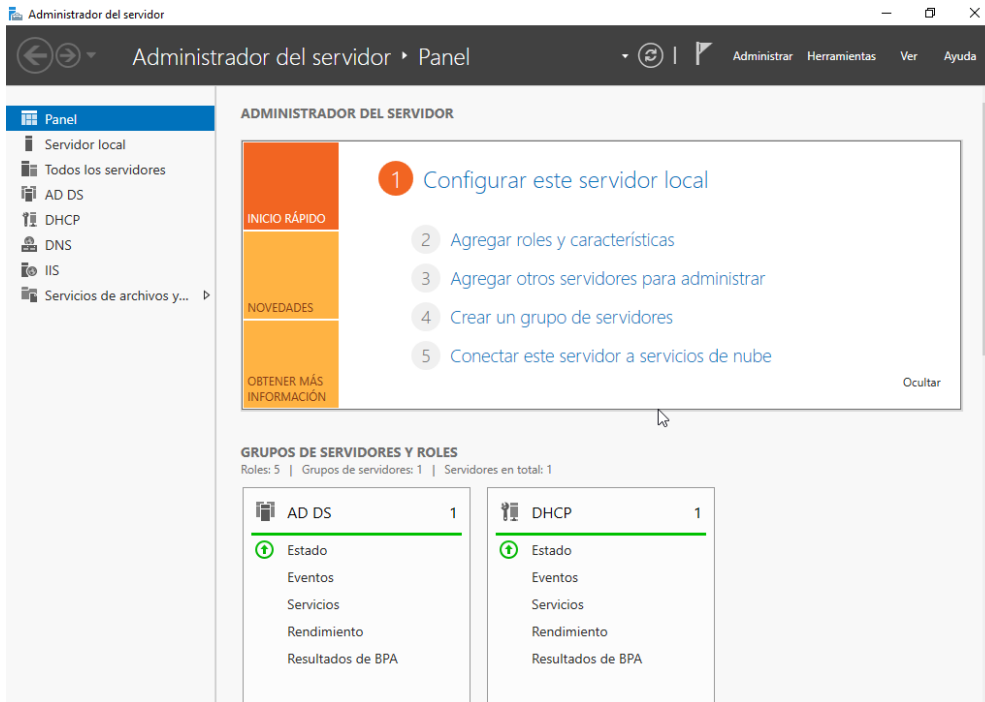 Administrador del servidor
Administrador del servidor ‣ Panel
Administrar Herramientas Ver Ayuda
Panel
Servidor local
Todos los servidores
AD DS
DHCP
DNS
IIS
Servicios de archivos y...
ADMINISTRADOR DEL SERVIDOR
INICIO RÁPIDO
NOVEDADES
OBTENER MÁS
INFORMACIÓN
1 Configurar este servidor local
2 Agregar roles y características
3 Agregar otros servidores para administrar
4 Crear un grupo de servidores
5 Conectar este servidor a servicios de nube
Ocultar
GRUPOS DE SERVIDORES Y ROLES
Roles: 5 | Grupos de servidores: 1 | Servidores en total: 1
AD DS 1
Estado
Eventos
Servicios
Rendimiento
Resultados de BPA
DHCP 1
Estado
Eventos
Servicios
Rendimiento
Resultados de BPA